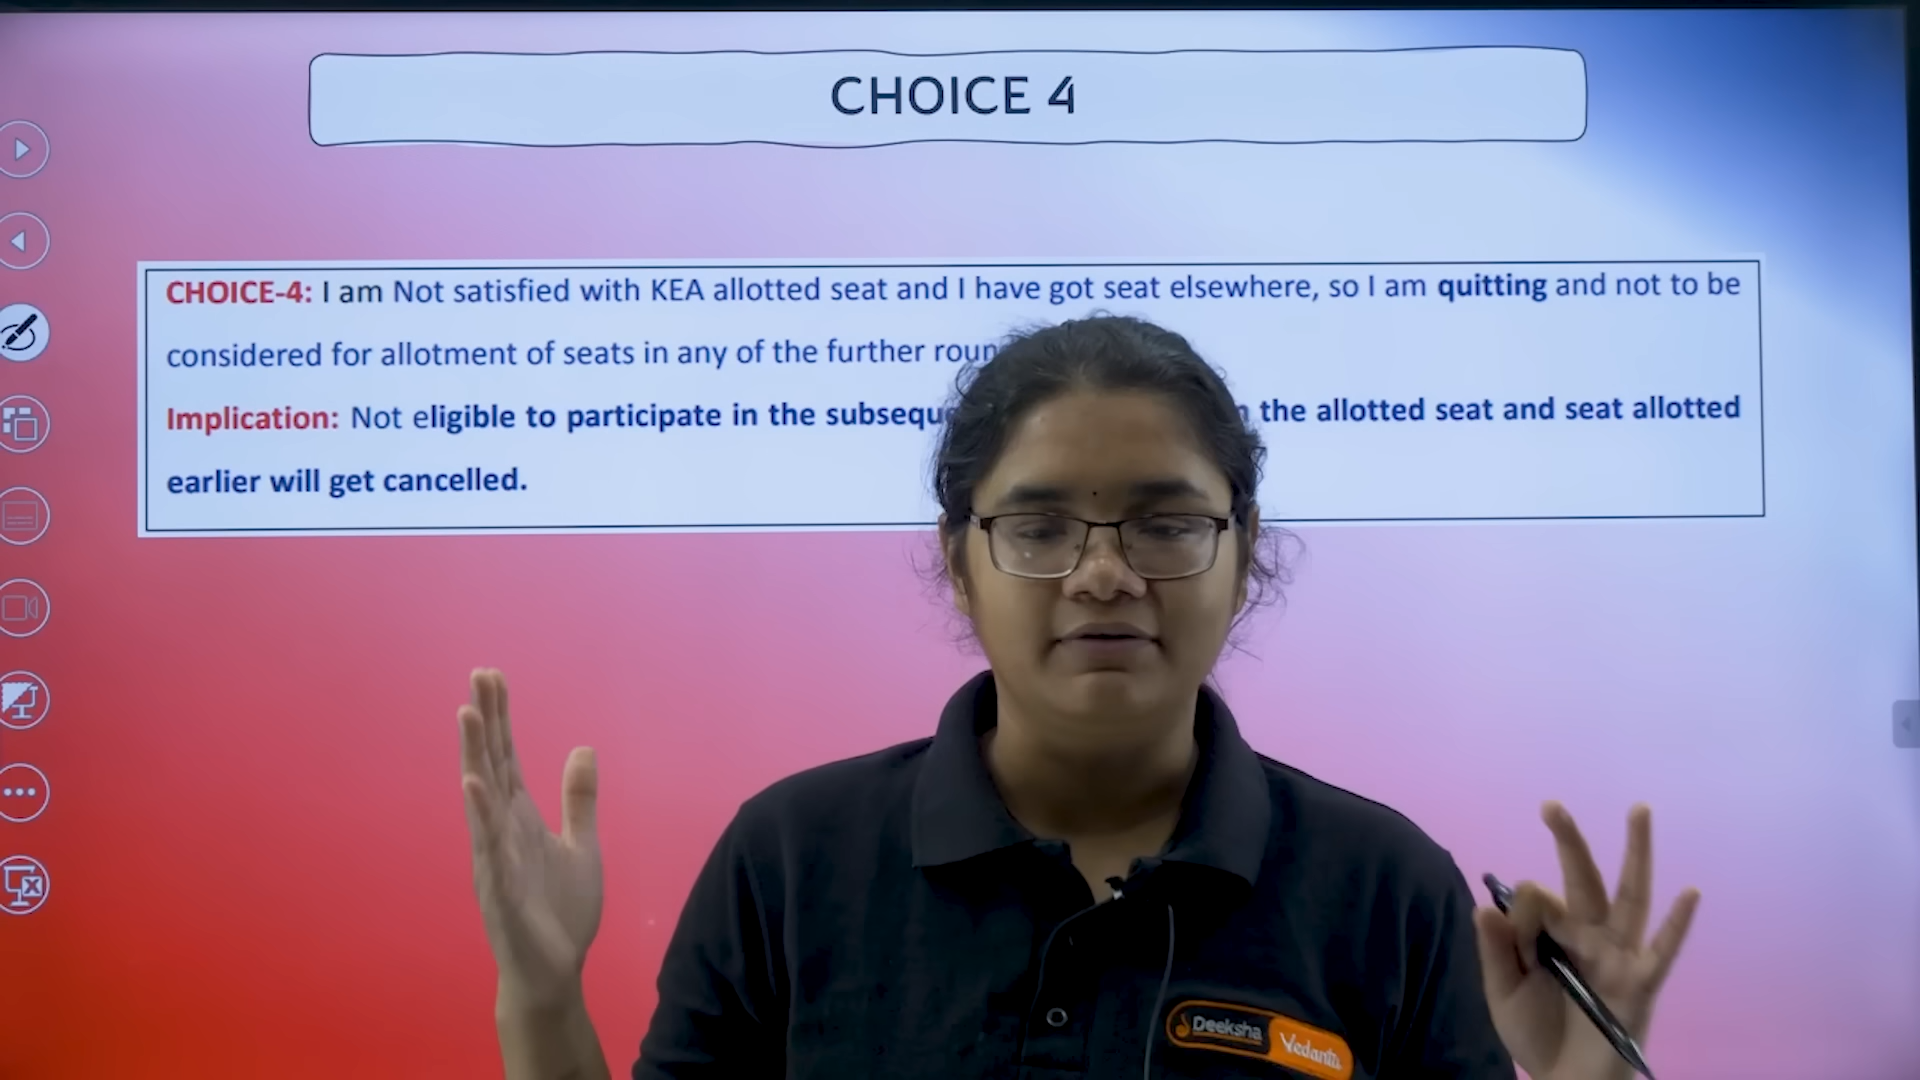 CHOICE 4
CHOICE-4: I am Not satisfied with KEA allotted seat and I have got seat elsewhere, so I am quitting and not to be
considered for allotment of seats in any of the further
Implication: Not eligible to participate in the the allotted seat and seat allotted
earlier will get cancelled.
Deeksha
Vedantu